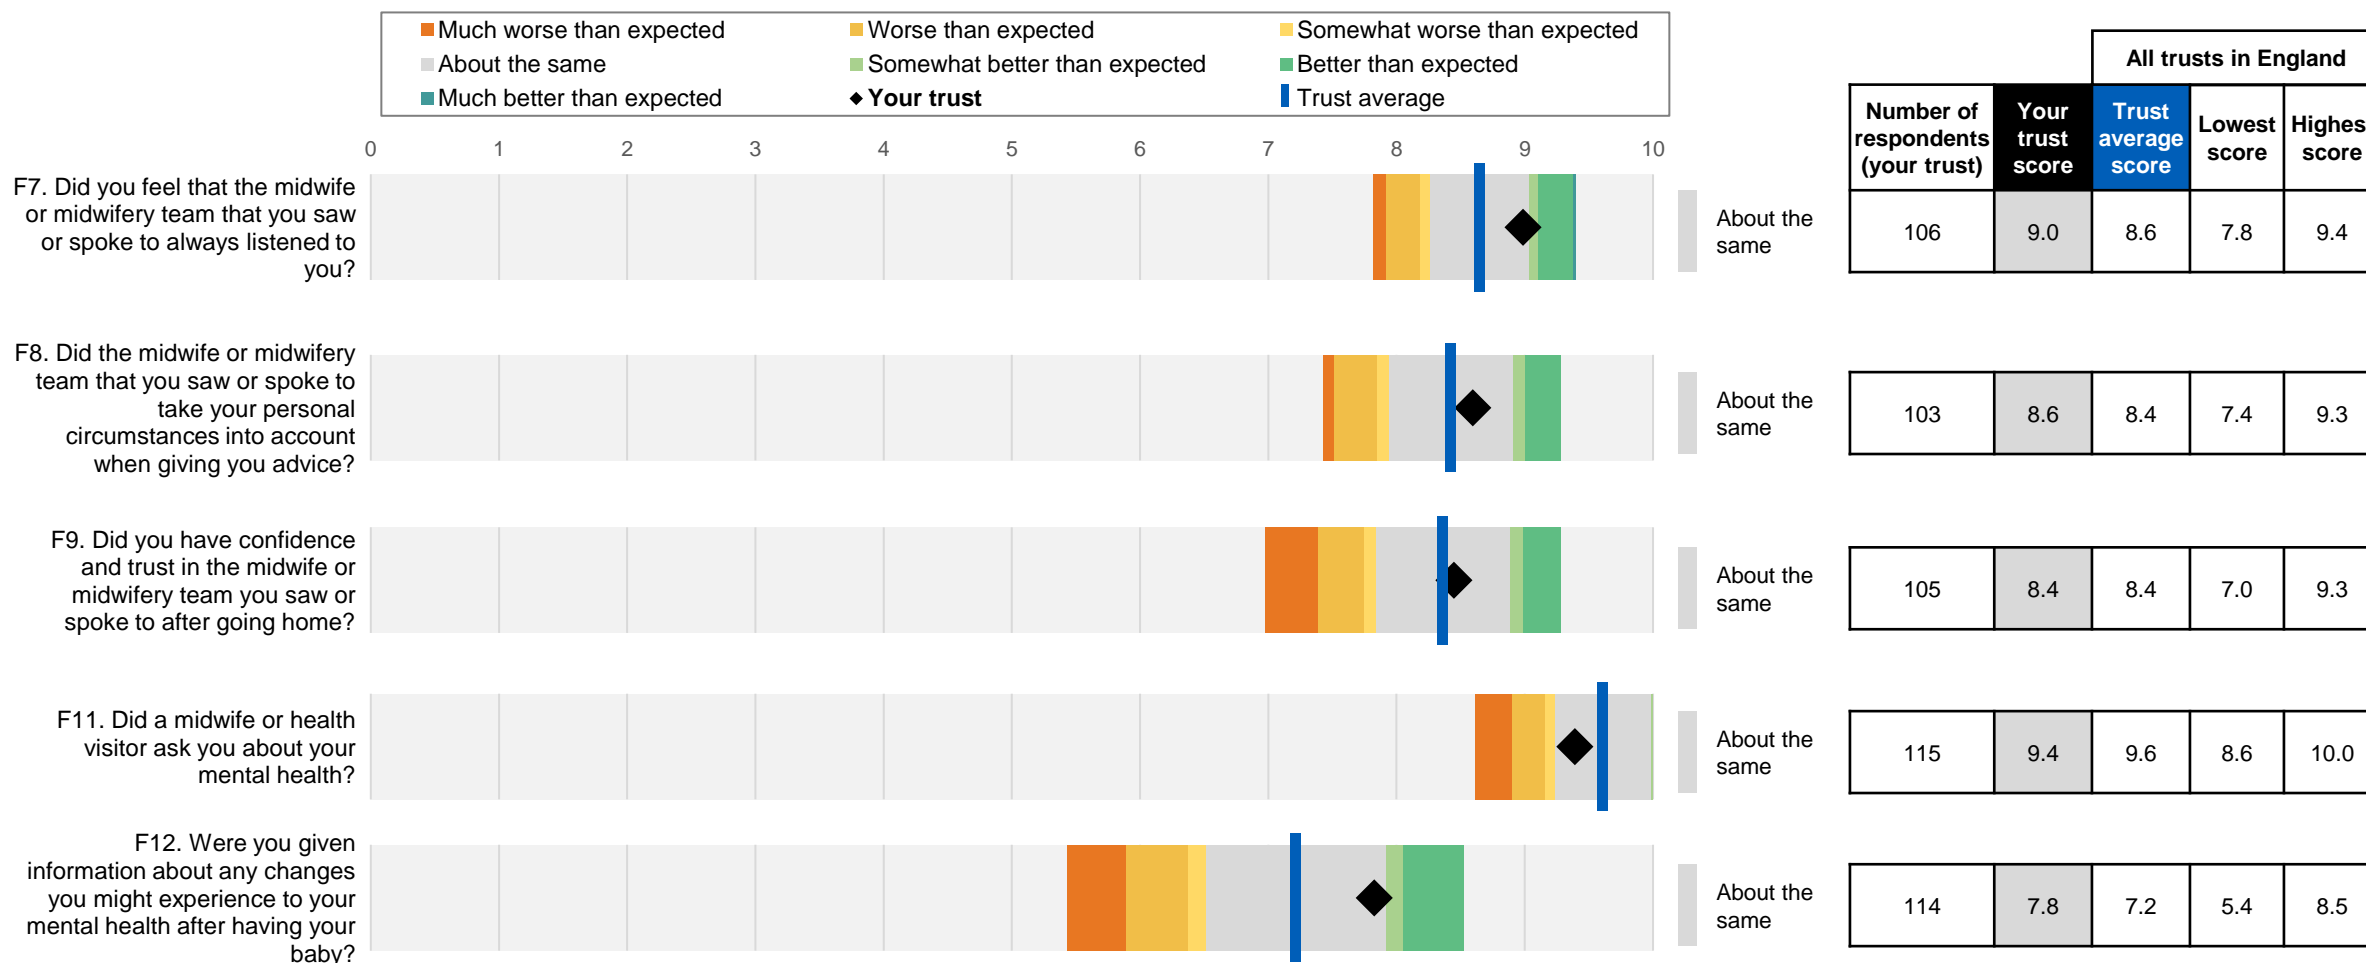 Much worse than expected
Worse than expected
Somewhat worse than expected
About the same
Somewhat better than expected
Better than expected
Much better than expected
Your trust
Trust average
All trusts in England
Number of
respondents
(your trust)
Your
trust
score
Trust
average
score
Lowest
score
Highes
score
0 1 2 3 4 5 6 7 8 9 10
F7. Did you feel that the midwife
or midwifery team that you saw
or spoke to always listened to
you?
About the
same
106 9.0 8.6 7.8 9.4
F8. Did the midwife or midwifery
team that you saw or spoke to
take your personal
circumstances into account
when giving you advice?
About the
same
103 8.6 8.4 7.4 9.3
F9. Did you have confidence
and trust in the midwife or
midwifery team you saw or
spoke to after going home?
About the
same
105 8.4 8.4 7.0 9.3
F11. Did a midwife or health
visitor ask you about your
mental health?
About the
same
115 9.4 9.6 8.6 10.0
F12. Were you given
information about any changes
you might experience to your
mental health after having your
baby?
About the
same
114 7.8 7.2 5.4 8.5